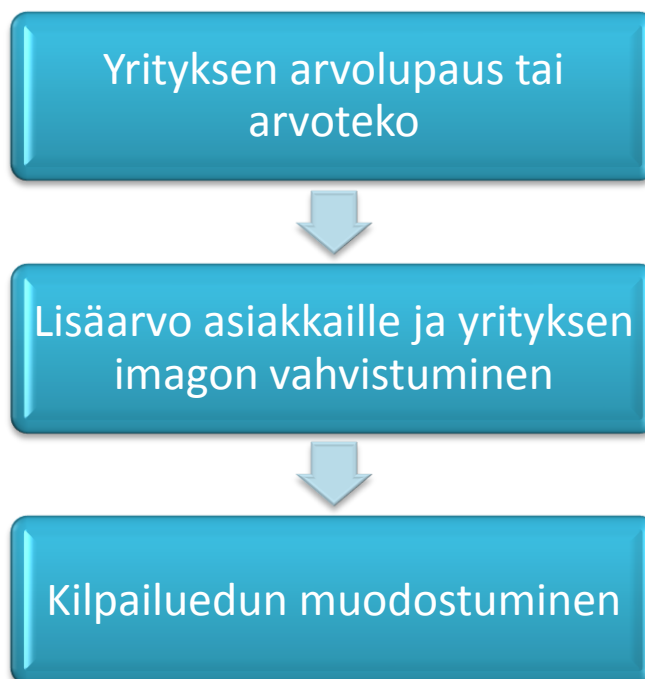 Yrityksen arvolupaus tai
arvoteko
Lisäarvo asiakkaille ja yrityksen
imagon vahvistuminen
Kilpailuedun muodostuminen